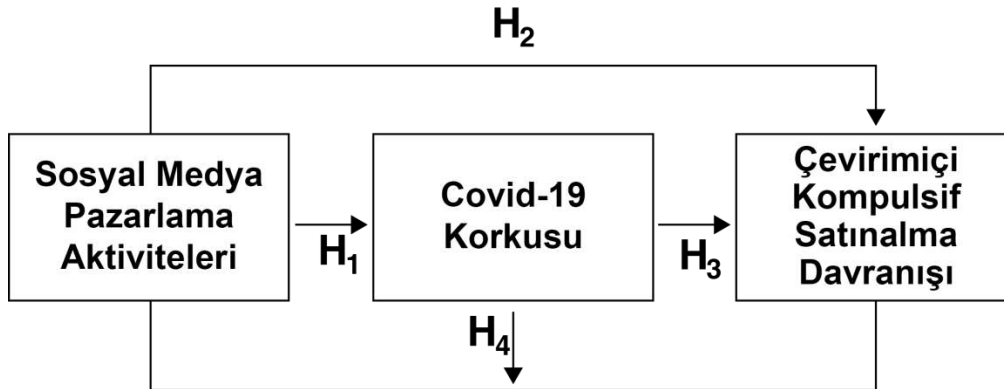 H2
Sosyal Medya
Pazarlama
Aktiviteleri
H1
Covid-19
Korkusu
H3
Çevirimiçi
Kompulsif
Satınalma
Davranışı
H4